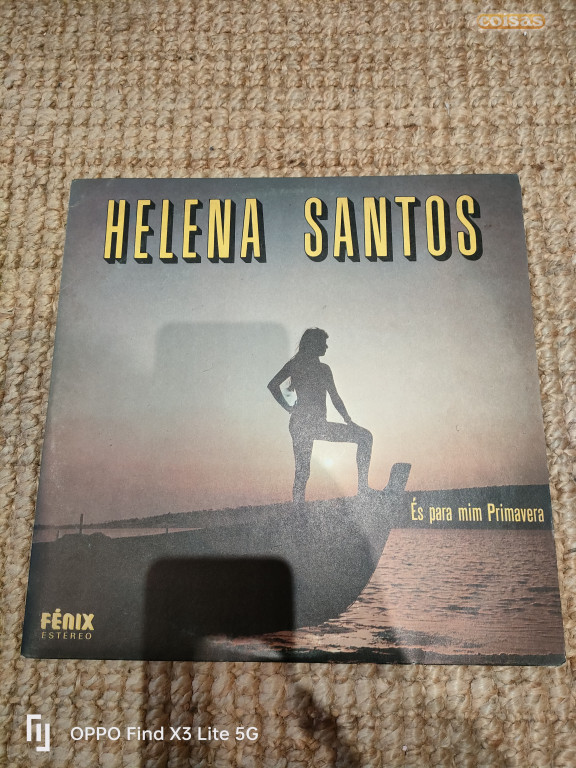 coisas
HELENA SANTOS
És para mim Primavera
FÉNIX
ESTÉREO
OPPO Find X3 Lite 5G